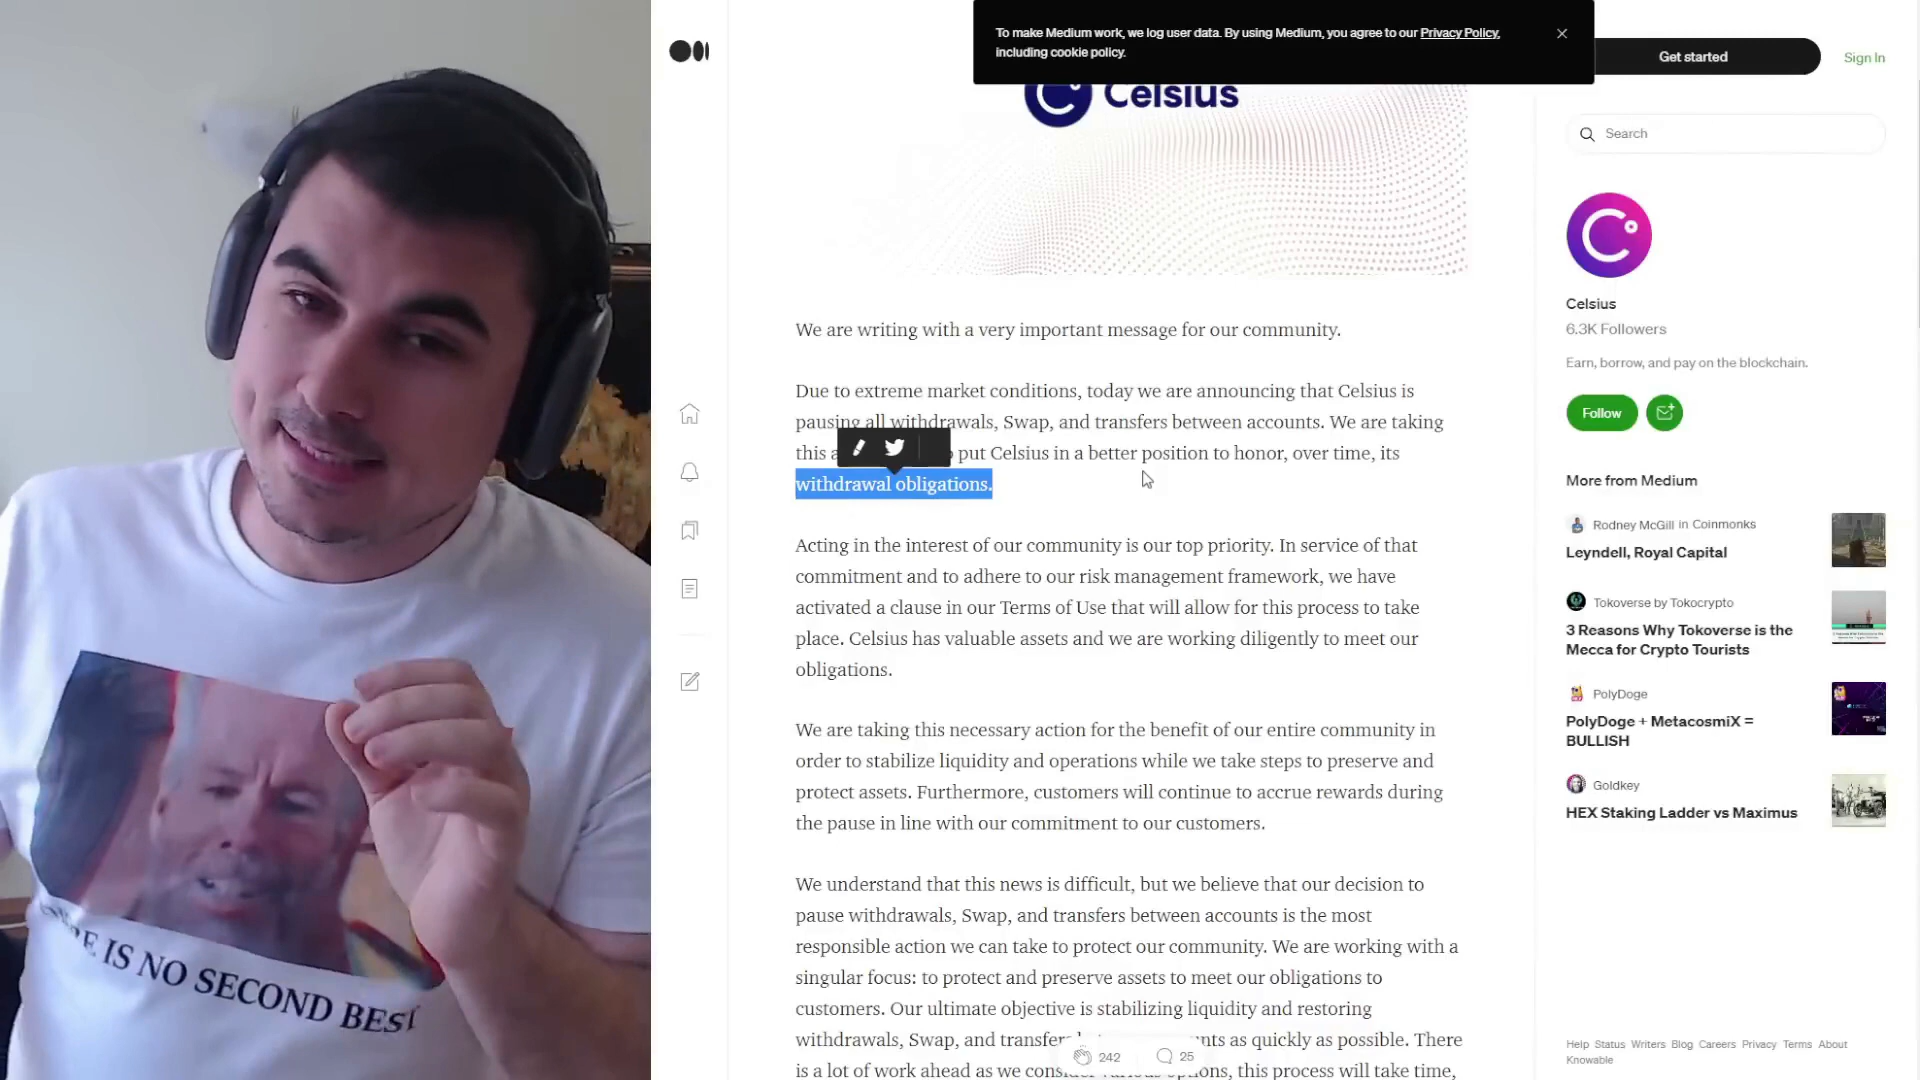 To make Medium work, we log user data. By using Medium, you agree to our Privacy Policy,
including cookie policy.
Get started
Sign In
Celsius
Search
Celsius
6.3K Followers
Earn, borrow, and pay on the blockchain.
Follow
We are writing with a very important message for our community.
Due to extreme market conditions, today we are announcing that Celsius is
pausing all withdrawals, Swap, and transfers between accounts. We are taking
this a put Celsius in a better position to honor, over time, its
withdrawal obligations.
Acting in the interest of our community is our top priority. In service of that
commitment and to adhere to our risk management framework, we have
activated a clause in our Terms of Use that will allow for this process to take
place. Celsius has valuable assets and we are working diligently to meet our
obligations.
We are taking this necessary action for the benefit of our entire community in
order to stabilize liquidity and operations while we take steps to preserve and
protect assets. Furthermore, customers will continue to accrue rewards during
the pause in line with our commitment to our customers.
We understand that this news is difficult, but we believe that our decision to
pause withdrawals, Swap, and transfers between accounts is the most
responsible action we can take to protect our community. We are working with a
singular focus: to protect and preserve assets to meet our obligations to
customers. Our ultimate objective is stabilizing liquidity and restoring
withdrawals, Swap, and transfer nts as quickly as possible. There
is a lot of work ahead as we consider various options, this process will take time,
242
25
More from Medium
Rodney McGill in Coinmonks
Leyndell, Royal Capital
Tokoverse by Tokocrypto
3 Reasons Why Tokoverse is the
Mecca for Crypto Tourists
PolyDoge
PolyDoge + MetacosmiX =
BULLISH
Goldkey
HEX Staking Ladder vs Maximus
Help Status Writers Blog Careers Privacy Terms About
Knowable
IS NO SECOND BEST